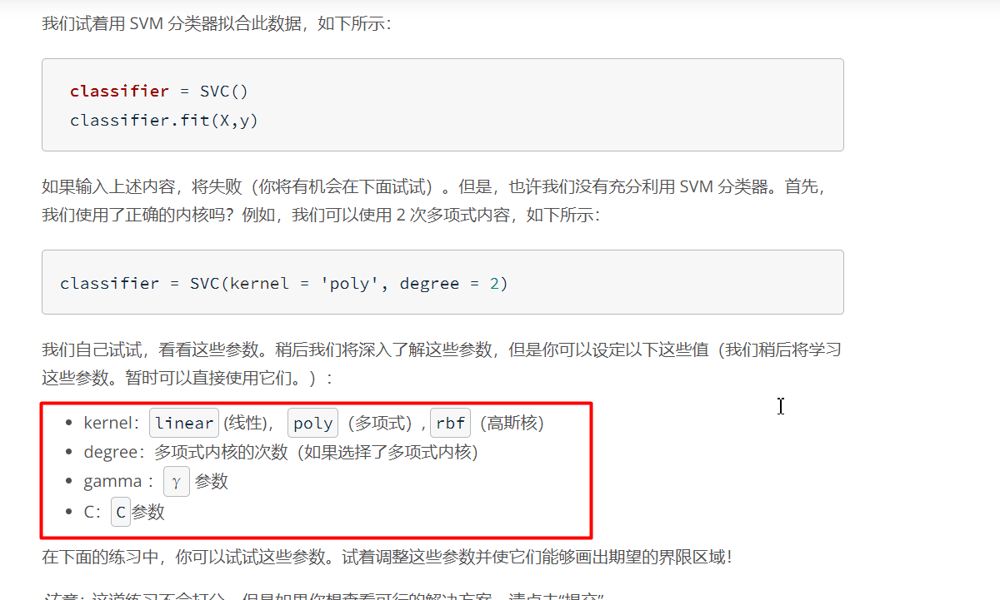 我们试着用 SVM 分类器拟合此数据，如下所示：
classifier = SVC()
classifier.fit(X,y)
如果输入上述内容，将失败（你将有机会在下面试试）。但是，也许我们没有充分利用 SVM 分类器。首先，
我们使用了正确的内核吗？例如，我们可以使用 2 次多项式内容，如下所示：
classifier = SVC(kernel = 'poly', degree = 2)
我们自己试试，看看这些参数。稍后我们将深入了解这些参数，但是你可以设定以下这些值（我们稍后将学习
这些参数。暂时可以直接使用它们。）：
• kernel： linear (线性)， poly （多项式）, rbf （高斯核）
• degree：多项式内核的次数（如果选择了多项式内核）
• gamma ： γ 参数
• C： C 参数
在下面的练习中，你可以试试这些参数。试着调整这些参数并使它们能够画出期望的界限区域！
注意：这道练习不会打分，但是如果你想查看可行的解决方案，请点击“提交”